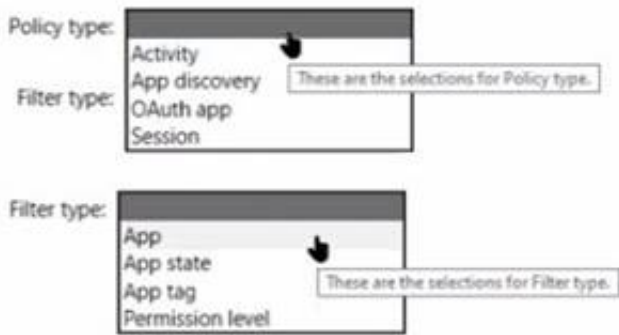 Policy type:
Activity
App discovery
These are the selections for Policy type.
Filter type:
OAuth app
Session
Filter type:
App
App state
These are the selections for Filter type.
App tag
Permission level